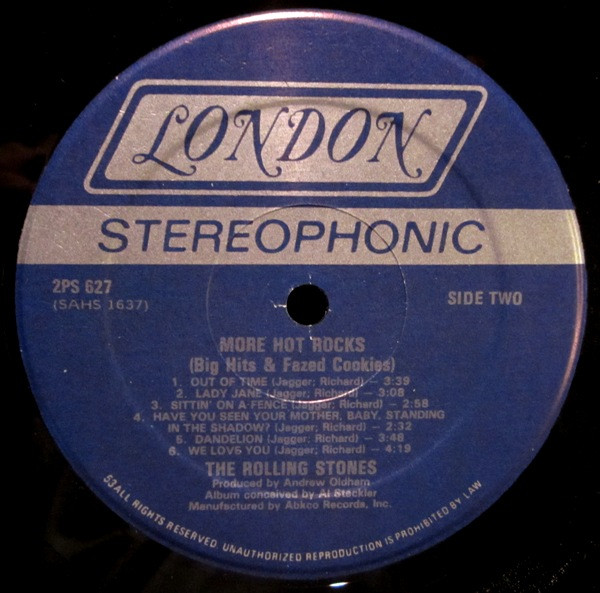 LONDON
STEREOPHONIC
2PS 627
(SAHS 1637)
SIDE TWO
MORE HOT ROCKS
(Big Hits & Fazed Cookies)
1. OUT OF TIME (Jagger; Richard) – 3:39
2. LADY JANE (Jagger; Richard) – 3:08
3. SITTIN' ON A FENCE (Jagger; Richard) – 2:58
4. HAVE YOU SEEN YOUR MOTHER, BABY, STANDING
IN THE SHADOW? (Jagger; Richard) – 2:32
5. DANDELION (Jagger; Richard) – 3:48
6. WE LOVE YOU (Jagger; Richard) – 4:19
THE ROLLING STONES
Produced by Andrew Oldham
Album conceived by Al Steckler
Manufactured by Abkco Records, Inc.
53 ALL RIGHTS RESERVED. UNAUTHORIZED REPRODUCTION IS PROHIBITED BY LAW